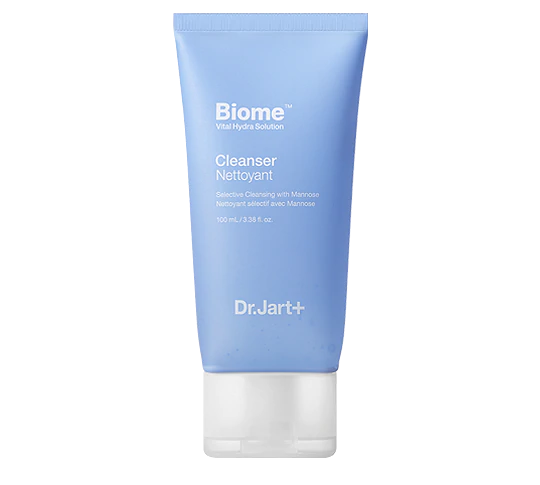 Biome™
Vital Hydra Solution
Cleanser
Nettoyant
Selective Cleansing with Mannose
Nettoyant sélectif avec Mannose
100 mL / 3.38 fl. oz.
Dr.Jart+